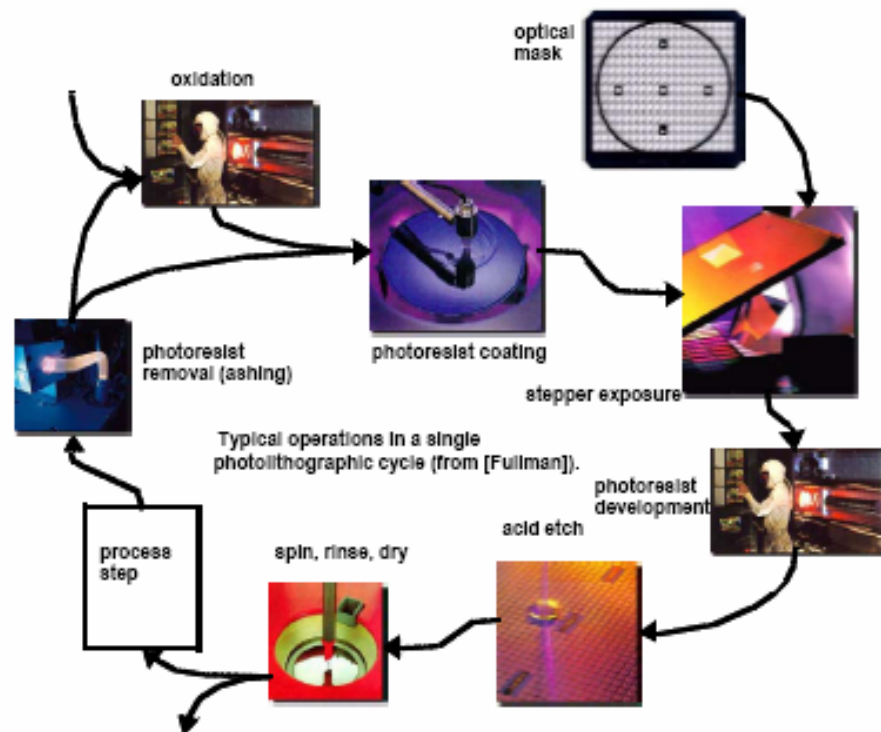 optical
mask
oxidation
photoresist coating
photoresist
removal (ashing)
stepper exposure
Typical operations in a single
photolithographic cycle (from [Fullman]).
photoresist
development
acid etch
spin, rinse, dry
process
step